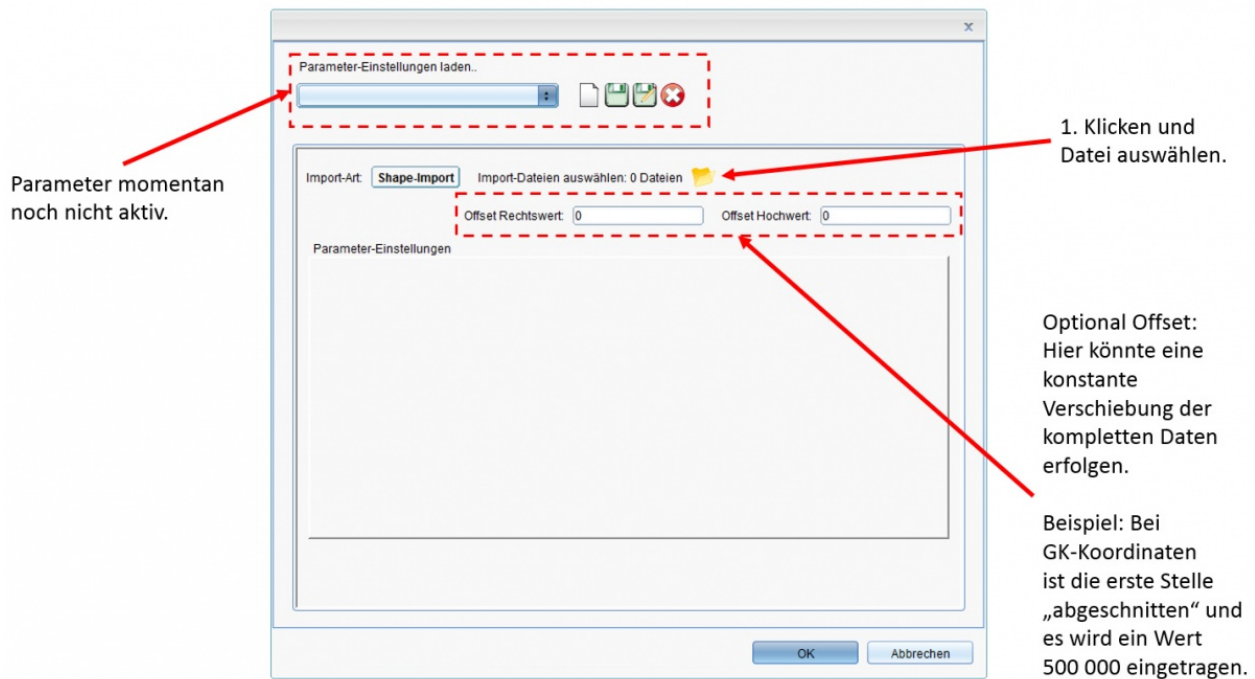 x
Parameter-Einstellungen laden..
Parameter momentan
noch nicht aktiv.
1. Klicken und
Datei auswählen.
Import-Art: Shape-Import Import-Dateien auswählen: 0 Dateien
Offset Rechtswert: 0 Offset Hochwert: 0
Parameter-Einstellungen
Optional Offset:
Hier könnte eine
konstante
Verschiebung der
kompletten Daten
erfolgen.
Beispiel: Bei
GK-Koordinaten
ist die erste Stelle
„abgeschnitten“ und
es wird ein Wert
500 000 eingetragen.
OK Abbrechen